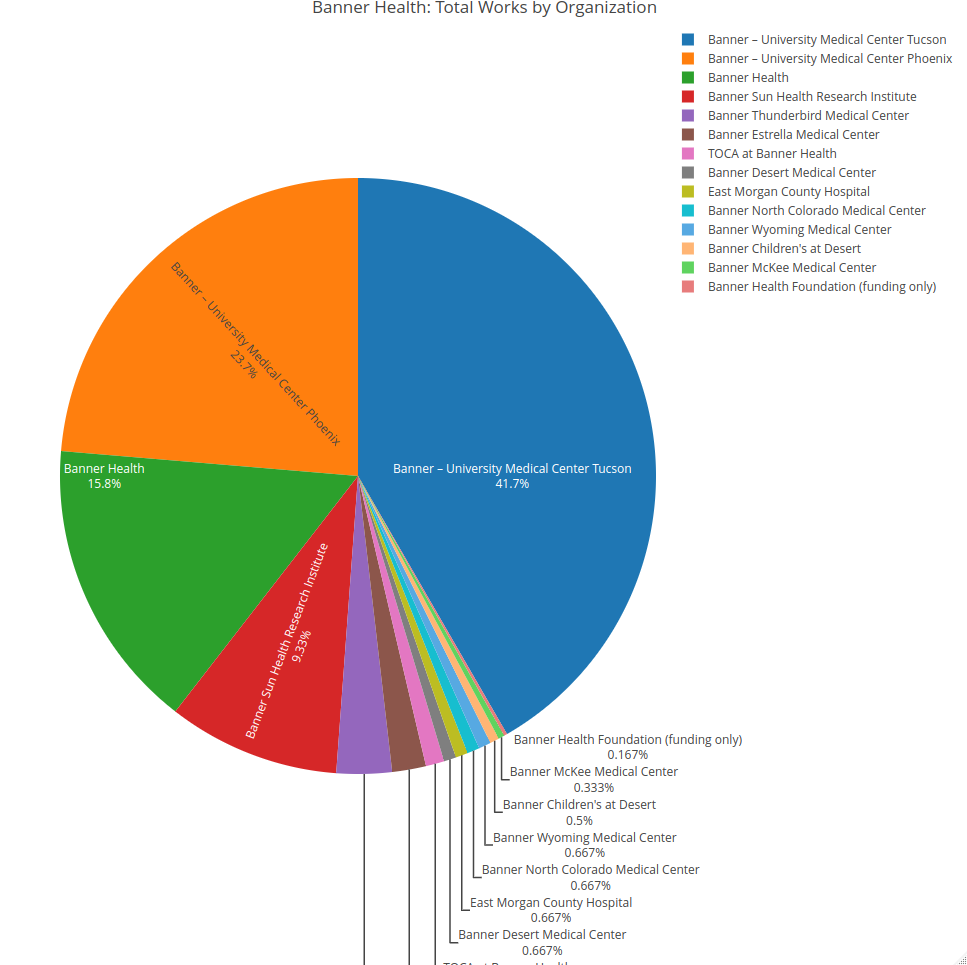 Banner Health: Total Works by Organization
Banner – University Medical Center Tucson
Banner – University Medical Center Phoenix
Banner Health
Banner Sun Health Research Institute
Banner Thunderbird Medical Center
Banner Estrella Medical Center
TOCA at Banner Health
Banner Desert Medical Center
East Morgan County Hospital
Banner North Colorado Medical Center
Banner Wyoming Medical Center
Banner Children's at Desert
Banner McKee Medical Center
Banner Health Foundation (funding only)
Banner – University Medical Center Phoenix
23.7%
Banner – University Medical Center Tucson
41.7%
Banner Health
15.8%
Banner Sun Health Research Institute
9.33%
Banner Health Foundation (funding only)
0.167%
Banner McKee Medical Center
0.333%
Banner Children's at Desert
0.5%
Banner Wyoming Medical Center
0.667%
Banner North Colorado Medical Center
0.667%
East Morgan County Hospital
0.667%
Banner Desert Medical Center
0.667%
TOCA at Banner Health